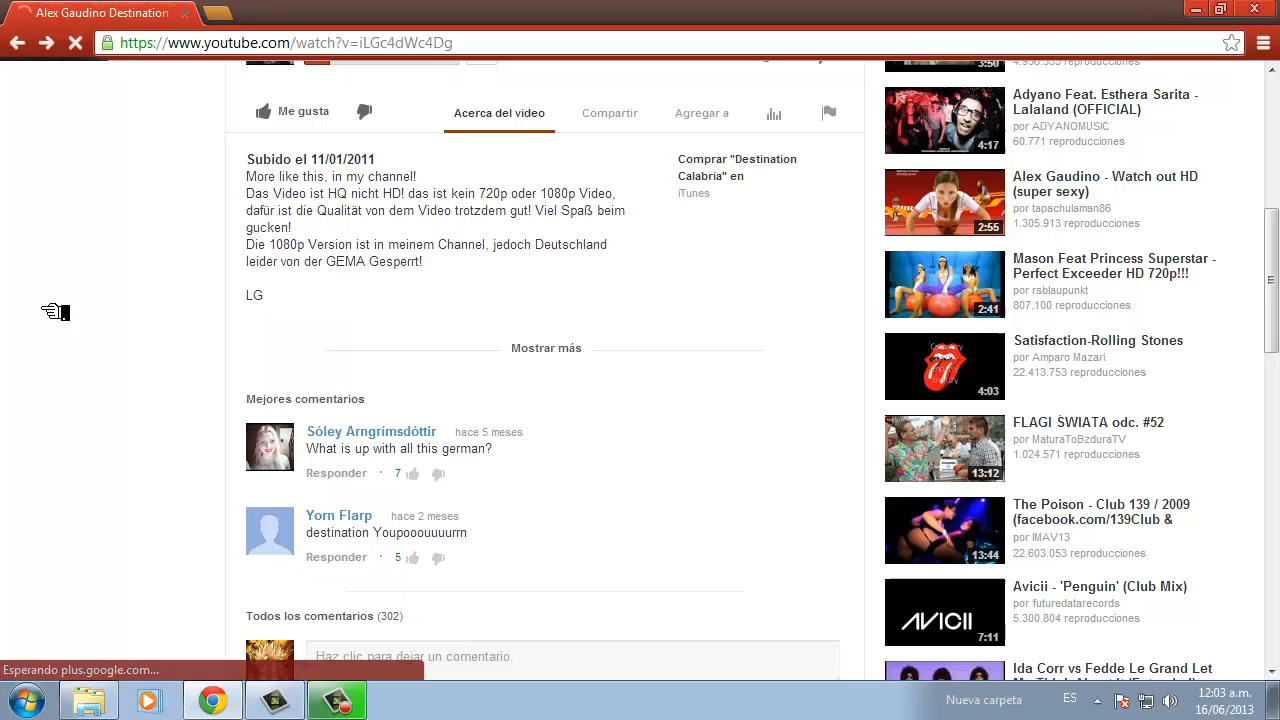 Alex Gaudino Destination
https://www.youtube.com/watch?v=iLGc4dWc4Dg
Me gusta
Acerca del video
Compartir
Agregar a
Subido el 11/01/2011
More like this, in my channel!
Das Video ist HQ nicht HD! das ist kein 720p oder 1080p Video,
dafür ist die Qualität von dem Video trotzdem gut! Viel Spaß beim
gucken!
Die 1080p Version ist in meinem Channel, jedoch Deutschland
leider von der GEMA Gesperrt!
LG
Comprar "Destination
Calabria" en
iTunes
Mostrar más
Mejores comentarios
Sóley Arngrímsdóttir hace 5 meses
What is up with all this german?
Responder · 7
Yorn Flarp hace 2 meses
destination Youpooouuurrn
Responder · 5
Todos los comentarios (302)
Haz clic para dejar un comentario.
3:50
4.956.535 reproducciones
Adyano Feat. Esthera Sarita -
Lalaland (OFFICIAL)
por ADYANOMUSIC
60.771 reproducciones
4:17
Alex Gaudino - Watch out HD
(super sexy)
por tapachulaman86
1.305.913 reproducciones
2:55
Mason Feat Princess Superstar -
Perfect Exceeder HD 720p!!!
por rsblaupunkt
807.100 reproducciones
2:41
Satisfaction-Rolling Stones
por Amparo Mazari
22.413.753 reproducciones
4:03
FLAGI ŚWIATA odc. #52
por MaturaToBzduraTV
1.024.571 reproducciones
13:12
The Poison - Club 139 / 2009
(facebook.com/139Club &
por IMAV13
22.603.053 reproducciones
13:44
Avicii - 'Penguin' (Club Mix)
por futuredatarecords
5.300.804 reproducciones
AVICII
7:11
Ida Corr vs Fedde Le Grand Let
Esperando plus.google.com...
Nueva carpeta
ES
12:03 a.m.
16/06/2013